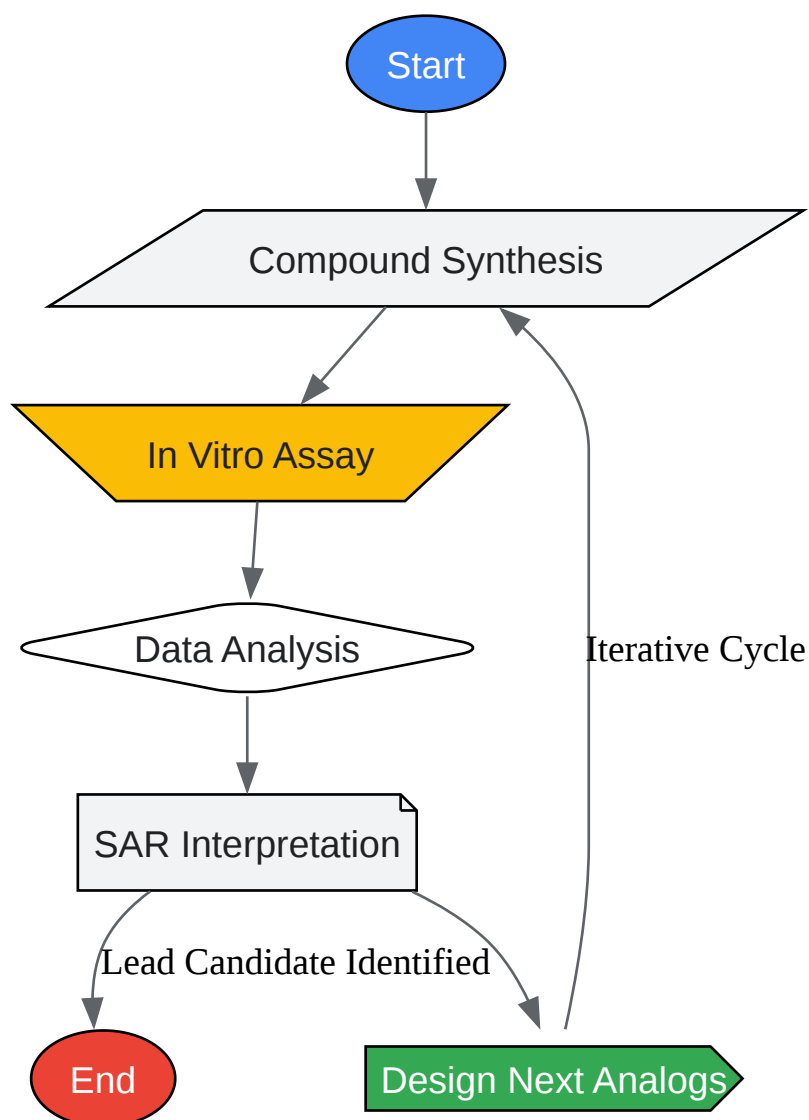 Start
Compound Synthesis
In Vitro Assay
Data Analysis
Iterative Cycle
SAR Interpretation
Lead Candidate Identified
End
Design Next Analogs